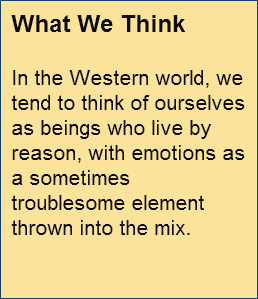 What We Think
In the Western world, we
tend to think of ourselves
as beings who live by
reason, with emotions as
a sometimes
troublesome element
thrown into the mix.